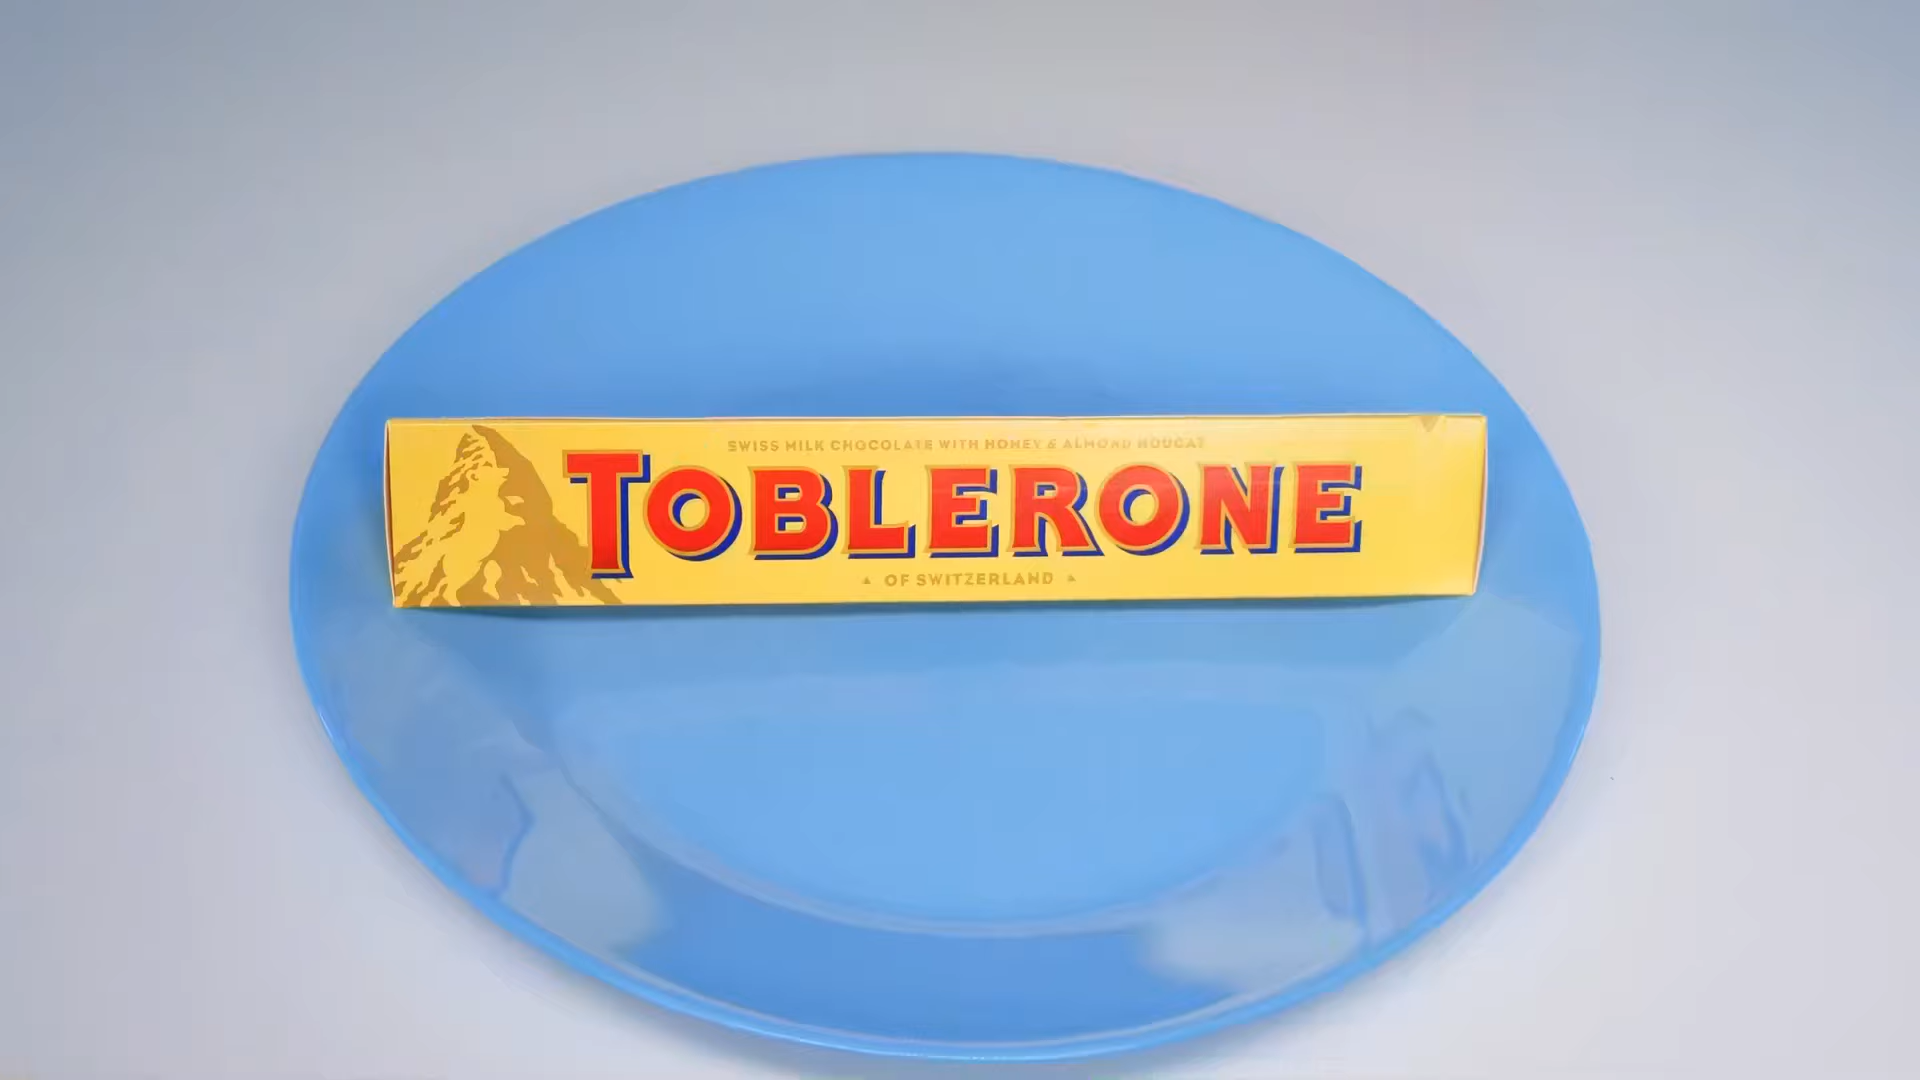 SWISS MILK CHOCOLATE WITH HONEY & ALMOND NOUGAT
TOBLERONE
OF SWITZERLAND